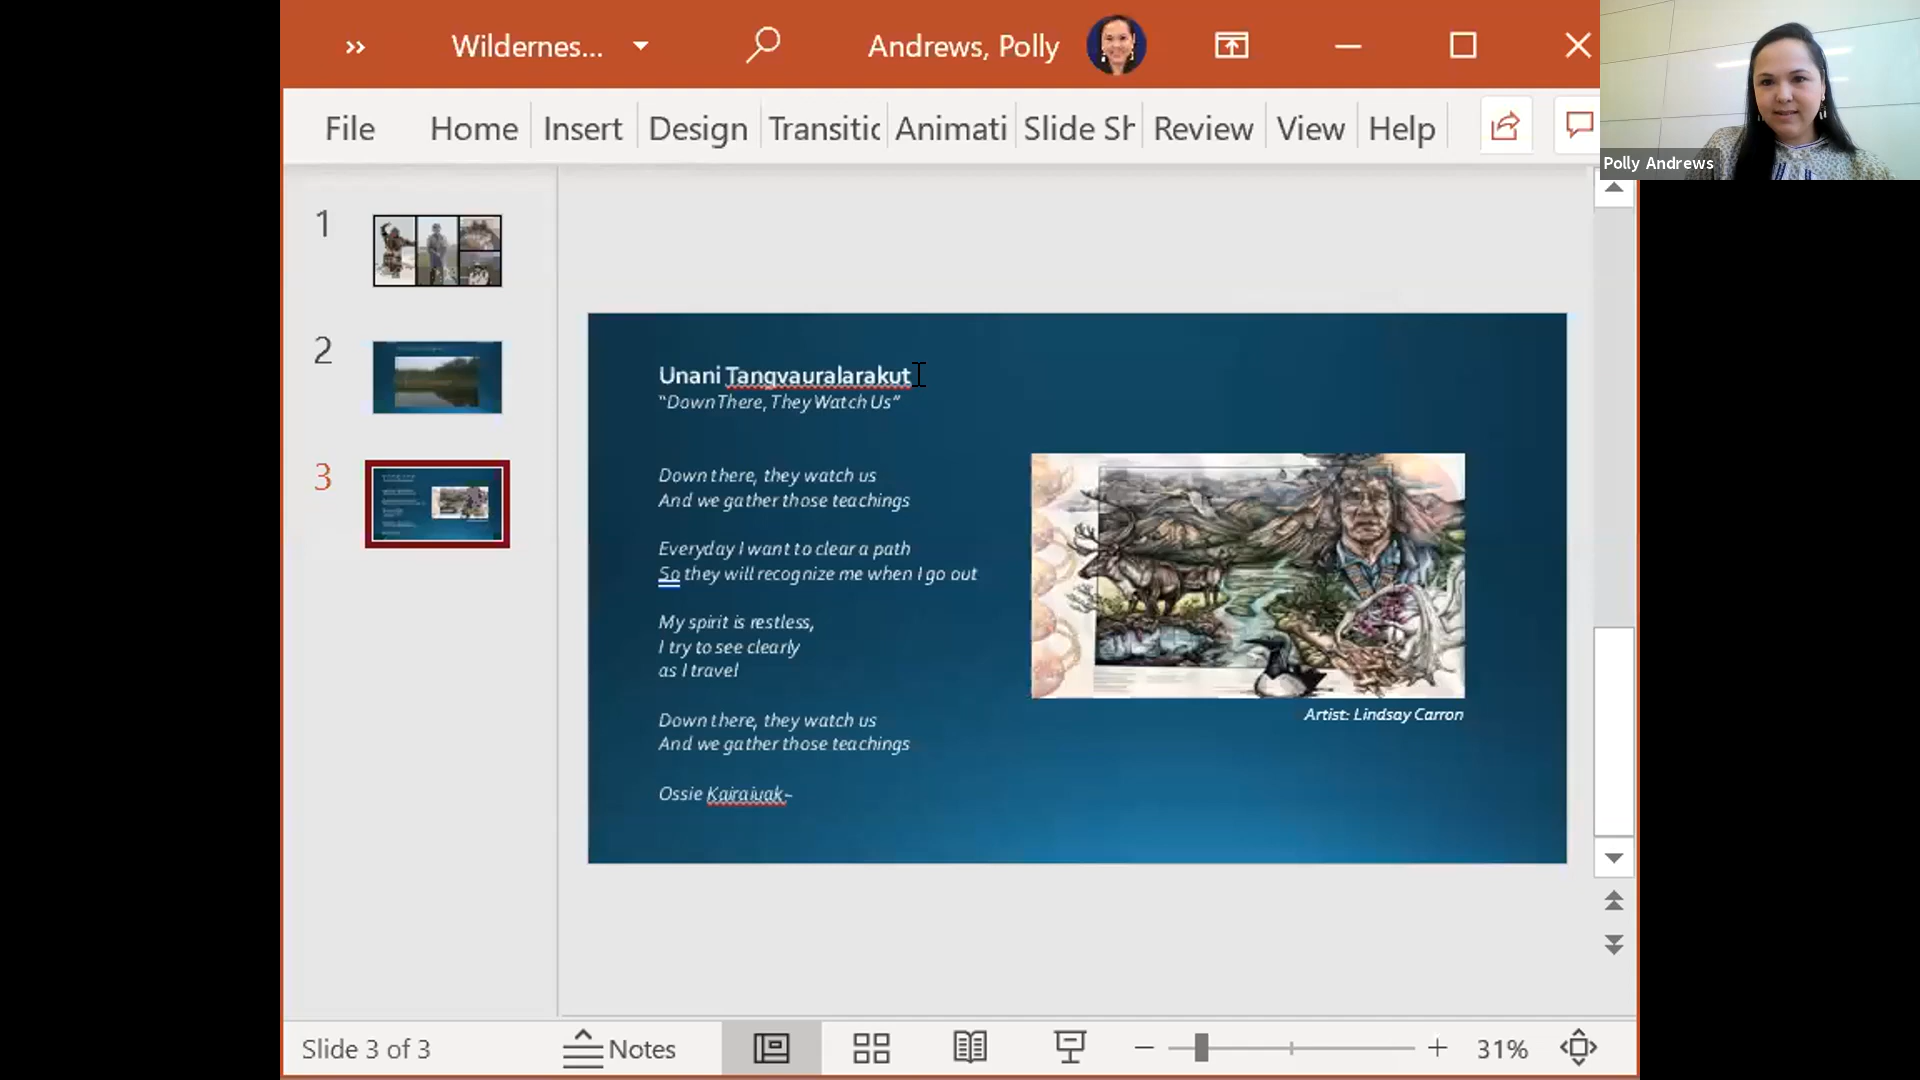 Wildernes...
Andrews, Polly
File Home Insert Design Transitic Animati Slide Sh Review View Help
Polly Andrews
1
2
3
Unani Tangvauralarakut
“Down There, They Watch Us”
Down there, they watch us
And we gather those teachings
Everyday I want to clear a path
So they will recognize me when I go out
My spirit is restless,
I try to see clearly
as I travel
Down there, they watch us
And we gather those teachings
Ossie Kairaiuak~
Artist: Lindsay Carron
Slide 3 of 3
Notes
31%